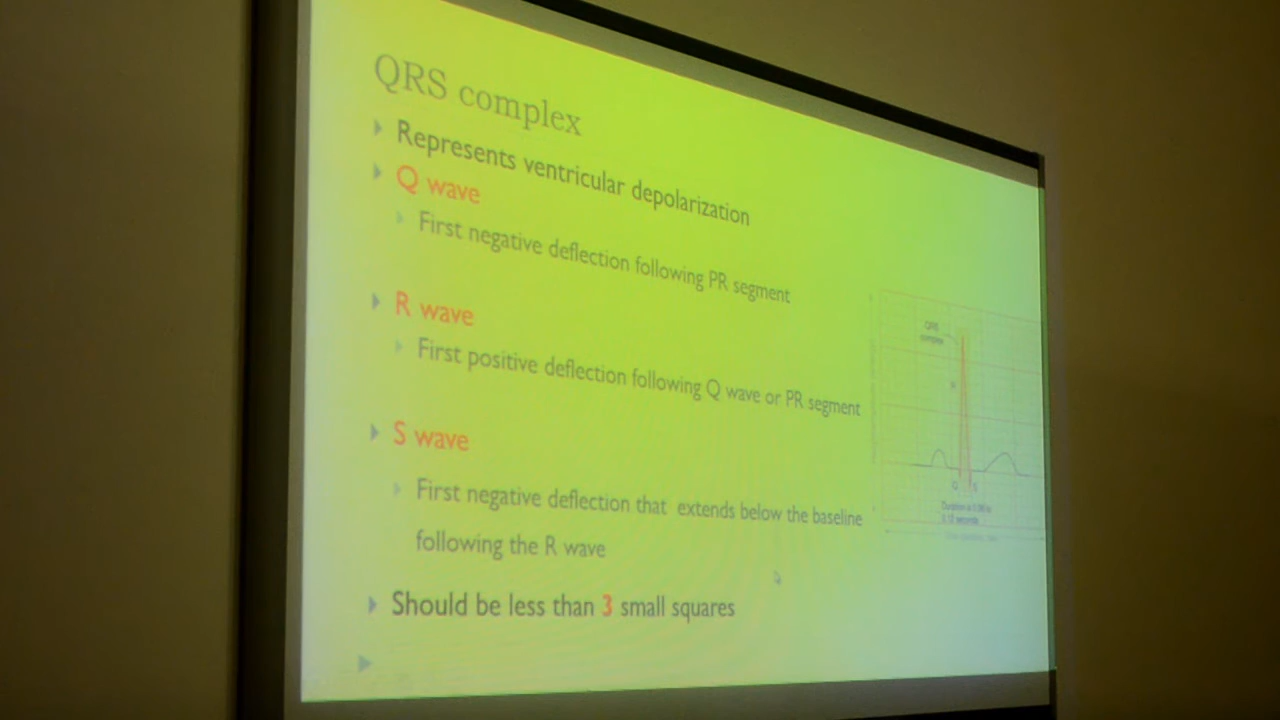 QRS complex
Represents ventricular depolarization
Q wave
First negative deflection following PR segment
R wave
First positive deflection following Q wave or PR segment
S wave
First negative deflection that extends below the baseline
following the R wave
Should be less than 3 small squares
QRS
complex
R
Q S